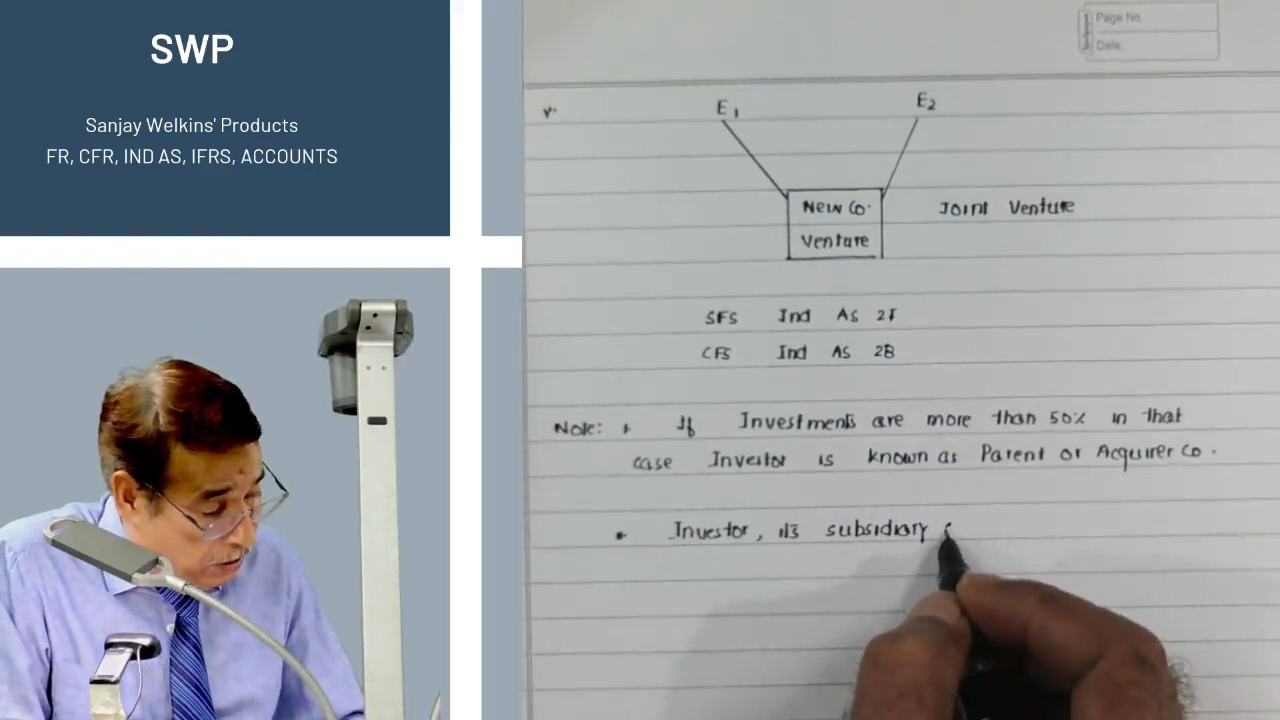 SWP
Sanjay Welkins' Products
FR, CFR, IND AS, IFRS, ACCOUNTS
Page No.
Date:
v.
E1
E2
New Co.
Venture
Joint Venture
SFS Ind AS 27
CFS Ind AS 28
Note: If Investments are more than 50% in that
case Investor is known as Parent or Acquirer Co.
Investor, its subsidiary